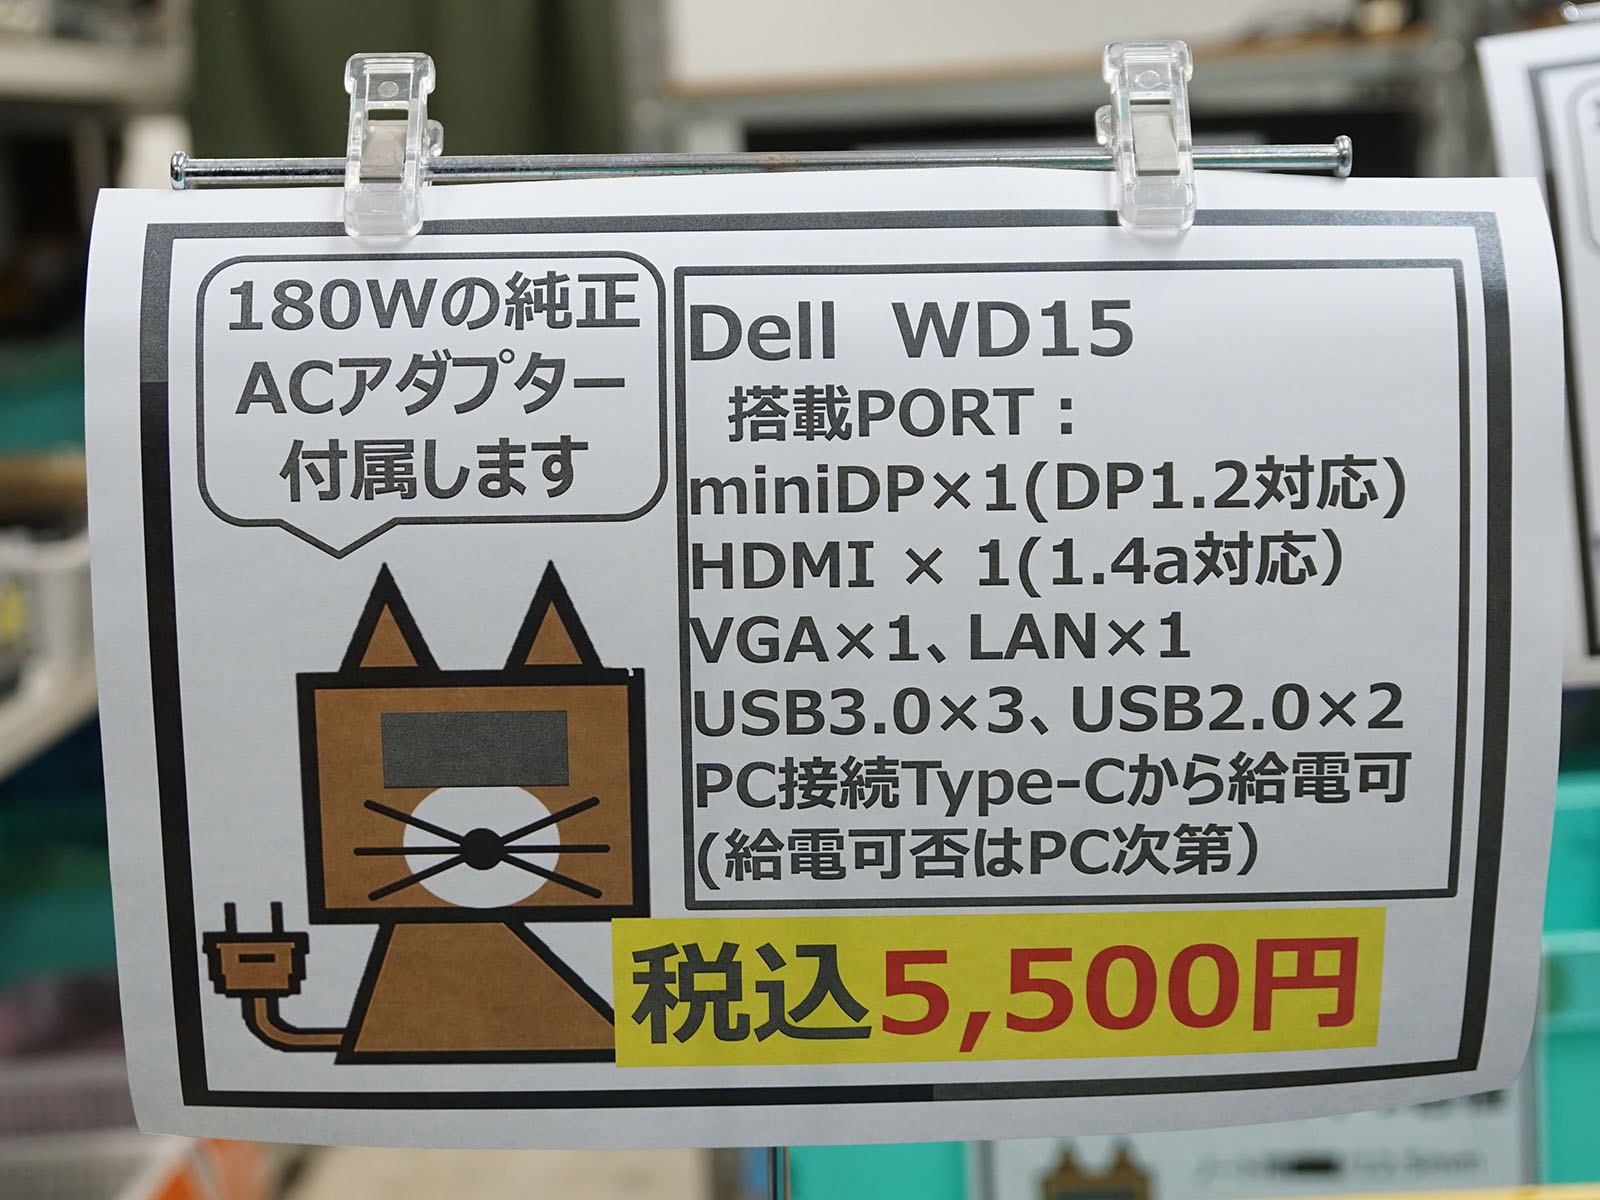 180Wの純正
ACアダプター
付属します
Dell WD15
搭載PORT：
miniDP×1(DP1.2対応)
HDMI × 1(1.4a対応）
VGA×1、LAN×1
USB3.0×3、USB2.0×2
PC接続Type-Cから給電可
(給電可否はPC次第）
税込5,500円